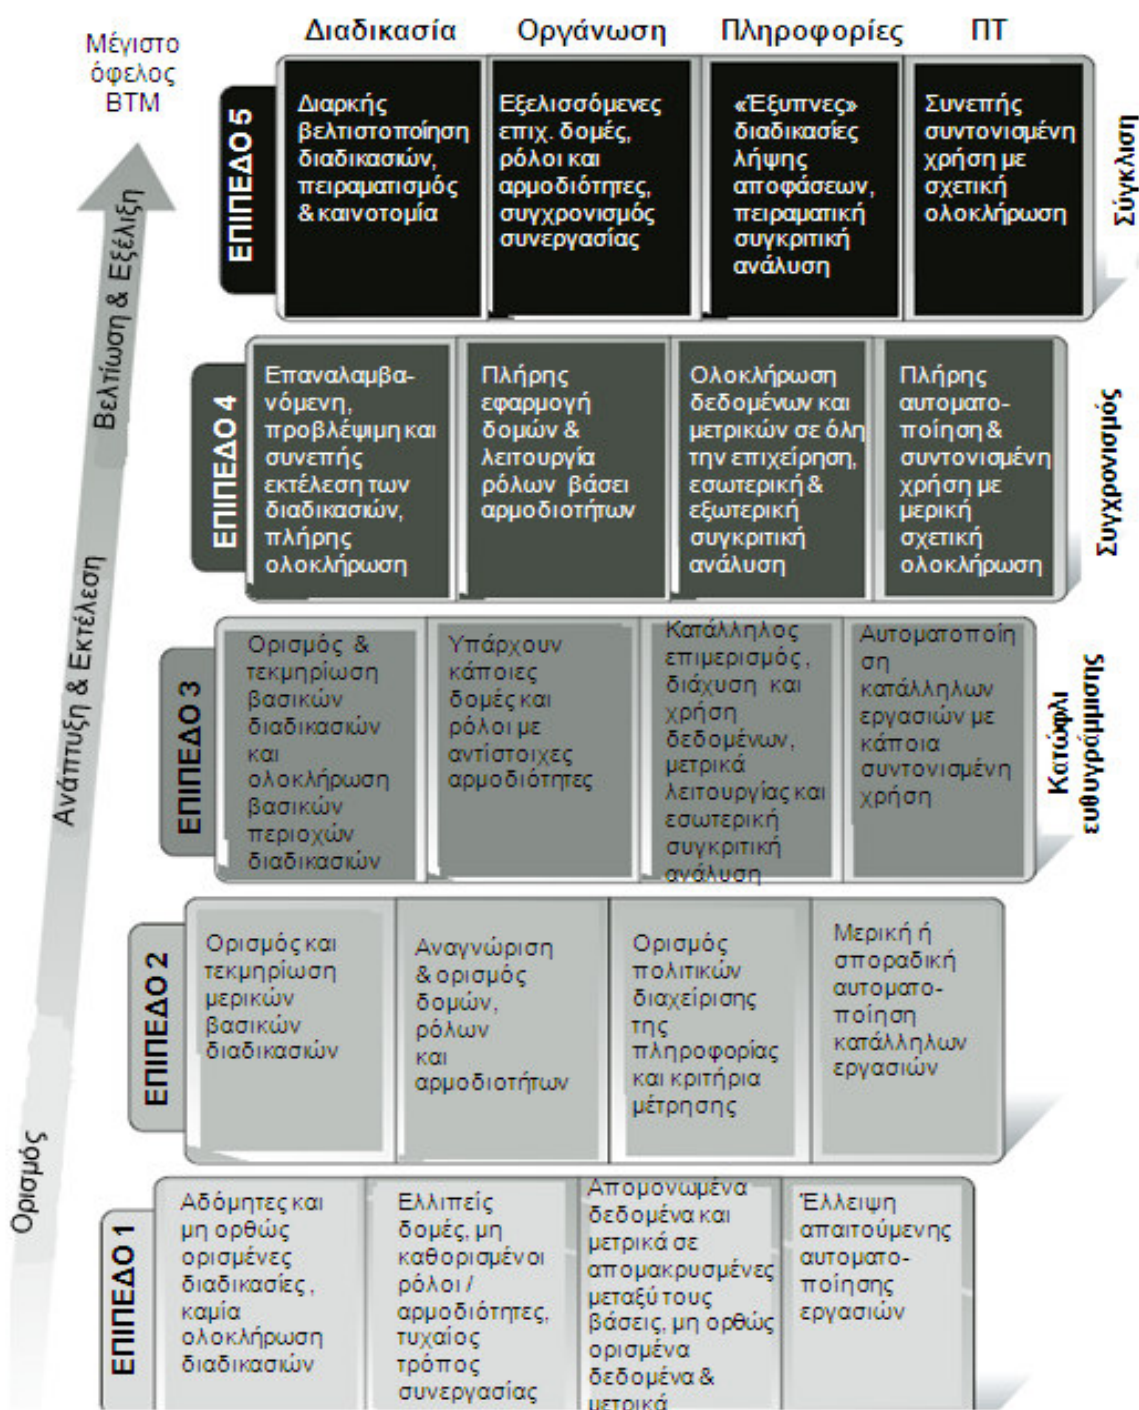 Διαδικασία
Οργάνωση
Πληροφορίες
ΠΤ
Μέγιστο
όφελος
BTM
Βελτίωση & Εξέλιξη
Ανάπτυξη & Εκτέλεση
Ορισμός
ΕΠΙΠΕΔΟ 5
Διαρκής
βελτιστοποίηση
διαδικασιών,
πειραματισμός
& καινοτομία
Εξελισσόμενες
επιχ. δομές,
ρόλοι και
αρμοδιότητες,
συγχρονισμός
συνεργασίας
«Έξυπνες»
διαδικασίες
λήψης
αποφάσεων,
πειραματική
συγκριτική
ανάλυση
Συνεπής
συντονισμένη
χρήση με
σχετική
ολοκλήρωση
Σύγκλιση
ΕΠΙΠΕΔΟ 4
Επαναλαμβα-
νόμενη,
προβλέψιμη και
συνεπής
εκτέλεση των
διαδικασιών,
πλήρης
ολοκλήρωση
Πλήρης
εφαρμογή
δομών &
λειτουργία
ρόλων βάσει
αρμοδιοτήτων
Ολοκλήρωση
δεδομένων και
μετρικών σε όλη
την επιχείρηση,
εσωτερική &
εξωτερική
συγκριτική
ανάλυση
Πλήρης
αυτοματο-
ποίηση &
συντονισμένη
χρήση με
μερική
σχετική
ολοκλήρωση
Συγχρονισμός
ΕΠΙΠΕΔΟ 3
Ορισμός &
τεκμηρίωση
βασικών
διαδικασιών
και
ολοκλήρωση
βασικών
περιοχών
διαδικασιών
Υπάρχουν
κάποιες
δομές και
ρόλοι με
αντίστοιχες
αρμοδιότητες
Κατάλληλος
επιμερισμός ,
διάχυση και
χρήση
δεδομένων,
μετρικά
λειτουργίας και
εσωτερική
συγκριτική
ανάλυση
Αυτοματοποίη
ση
κατάλληλων
εργασιών με
κάποια
συντονισμένη
χρήση
Κατώφλι
ευθυγράμμισης
ΕΠΙΠΕΔΟ 2
Ορισμός και
τεκμηρίωση
μερικών
βασικών
διαδικασιών
Αναγνώριση
& ορισμός
δομών,
ρόλων
και
αρμοδιοτήτων
Ορισμός
πολιτικών
διαχείρισης
της
πληροφορίας
και κριτήρια
μέτρησης
Μερική ή
σποραδική
αυτοματο-
ποίηση
κατάλληλων
εργασιών
ΕΠΙΠΕΔΟ 1
Αδόμητες και
μη ορθώς
ορισμένες
διαδικασίες ,
καμία
ολοκλήρωση
διαδικασιών
Ελλιπείς
δομές, μη
καθορισμένοι
ρόλοι /
αρμοδιότητες,
τυχαίος
τρόπος
συνεργασίας
Απομονωμένα
δεδομένα και
μετρικά σε
απομακρυσμένες
μεταξύ τους
βάσεις, μη ορθώς
ορισμένα
δεδομένα &
μετρικά
Έλλειψη
απαιτούμενης
αυτοματο-
ποίησης
εργασιών